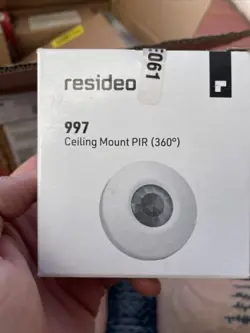 E061
resideo
997
Ceiling Mount PIR (360°)